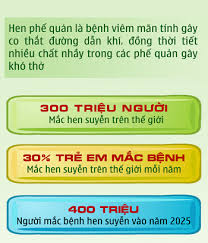 Hen phế quản là bệnh viêm mãn tính gây
co thắt đường dẫn khí. đồng thời tiết
nhiều chất nhầy trong các phế quản gây
khó thở
300 TRIỆU NGƯỜI
Mắc hen suyễn trên thế giới
30% TRẺ EM MẮC BỆNH
Mắc hen suyễn trên thế giới mỗi năm
400 TRIỆU
Người mắc bệnh hen suyễn vào năm 2025